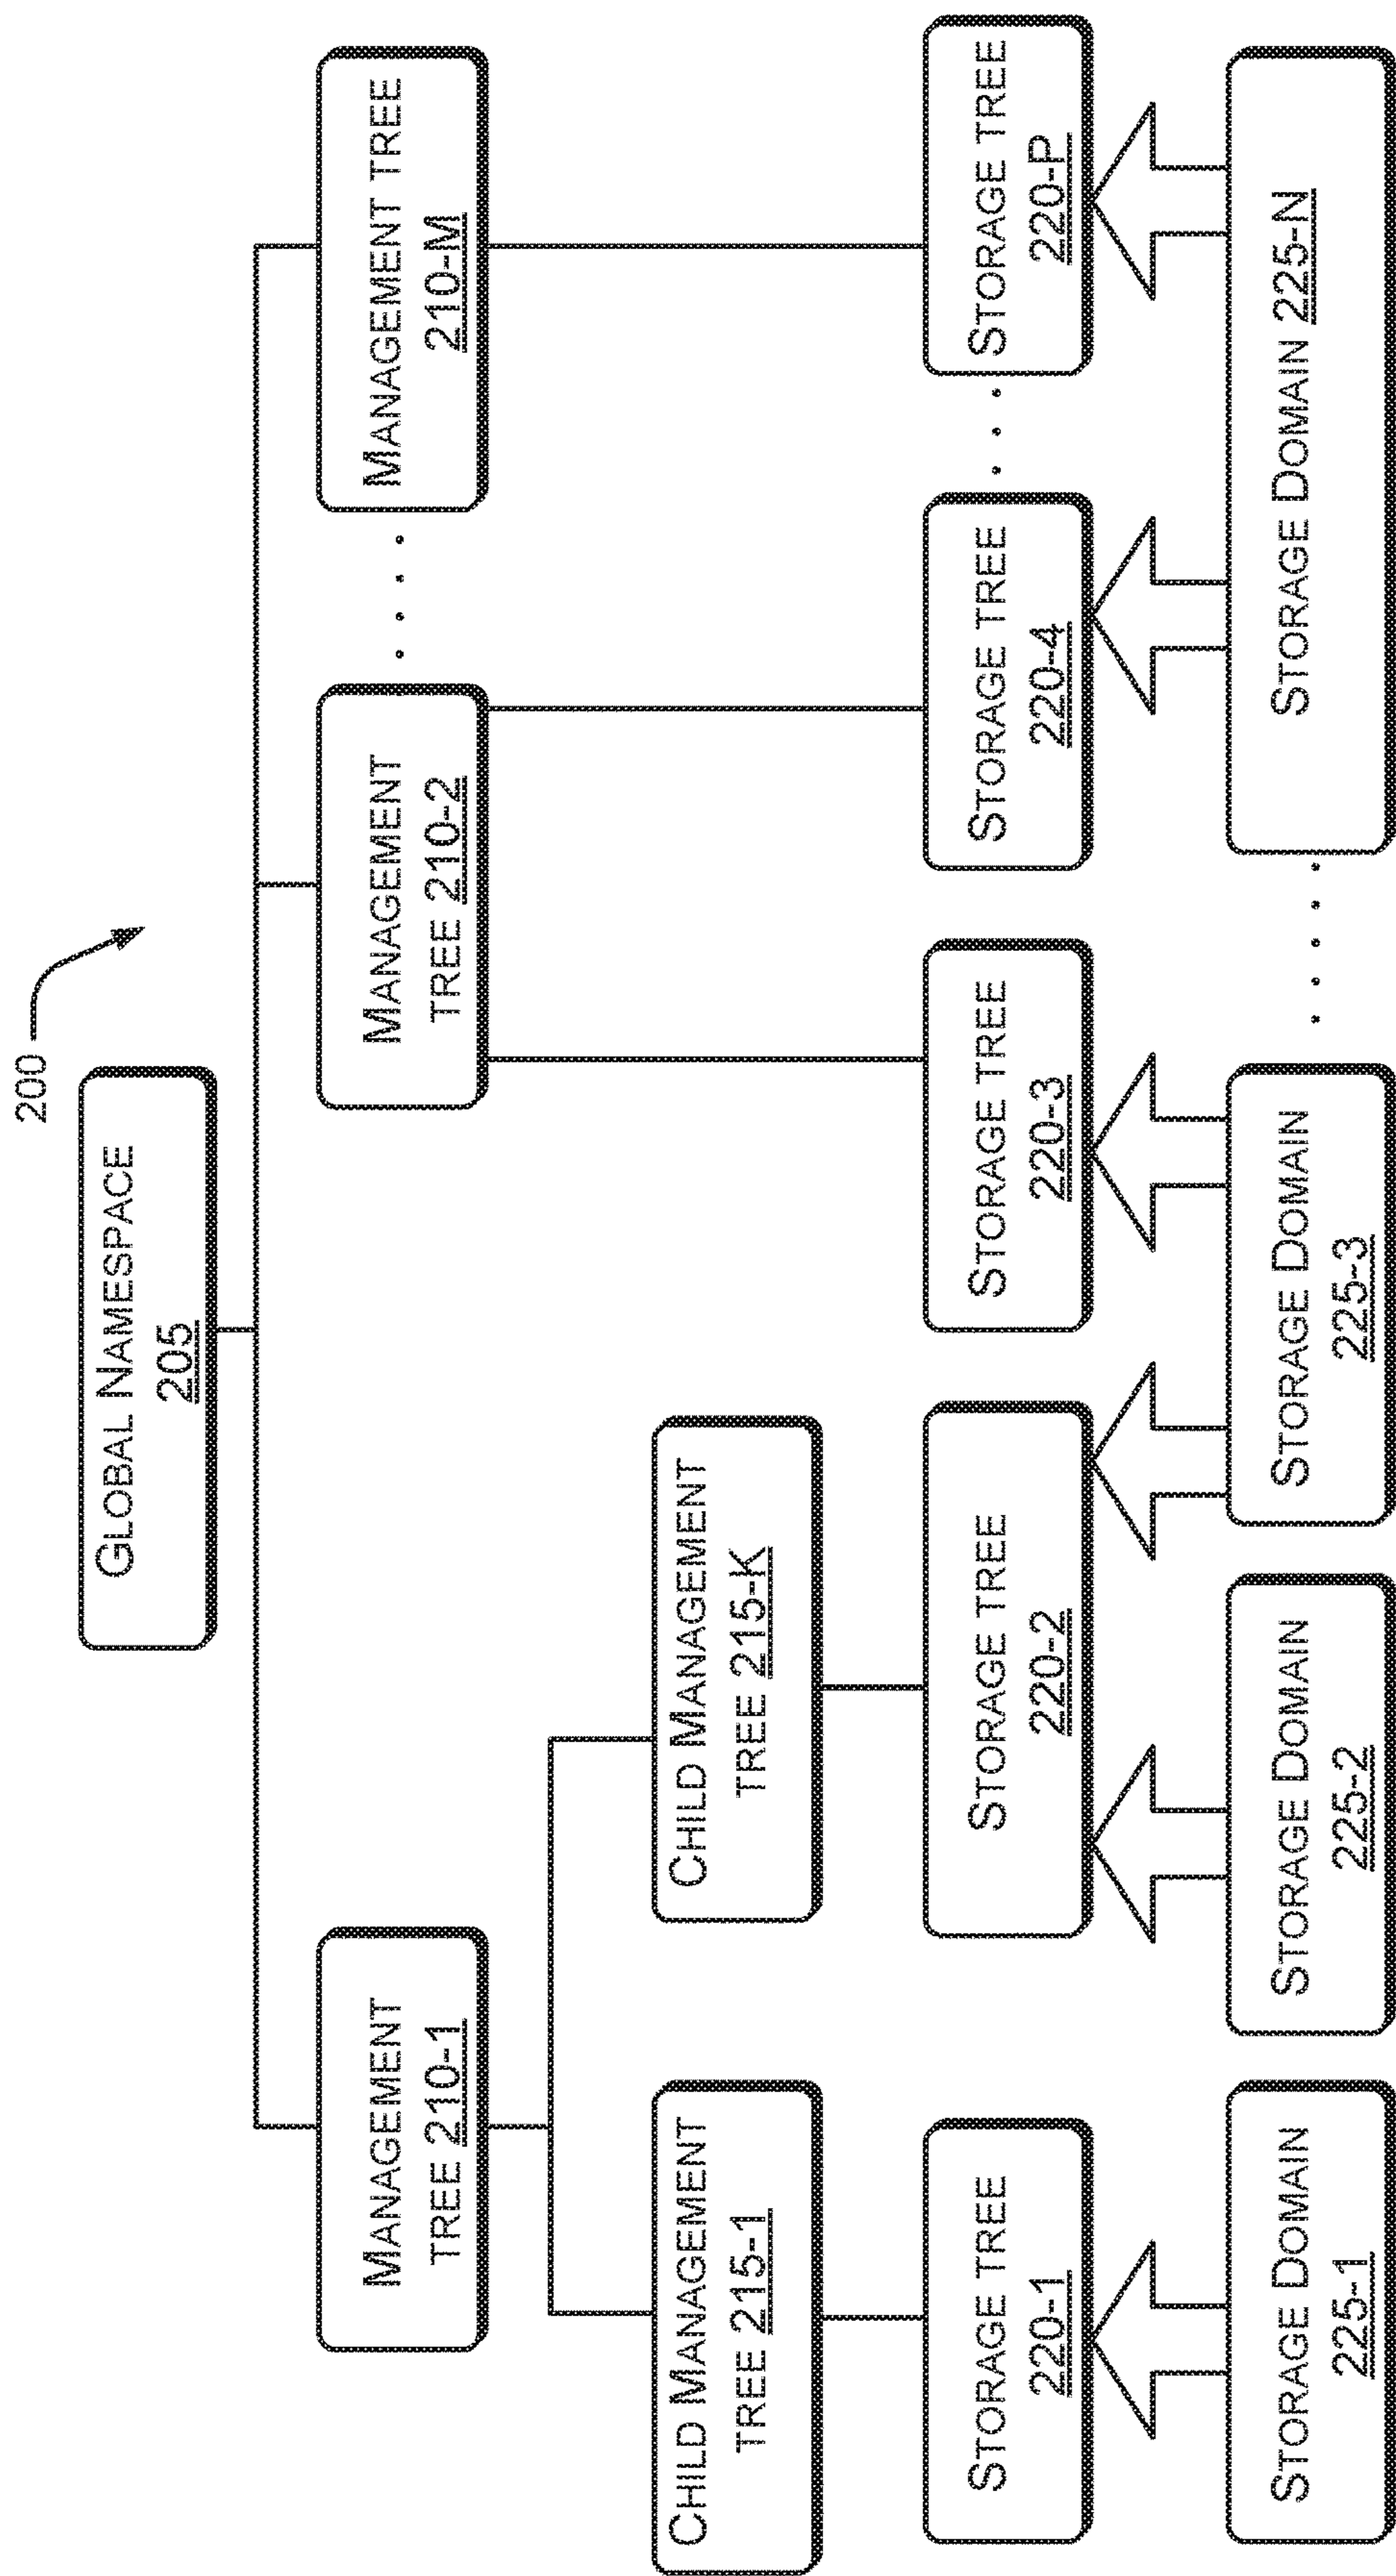 200
GLOBAL NAMESPACE
205
MANAGEMENT
TREE 210-1
MANAGEMENT
TREE 210-2
. . . .
MANAGEMENT TREE
210-M
CHILD MANAGEMENT
TREE 215-1
CHILD MANAGEMENT
TREE 215-K
STORAGE TREE
220-1
STORAGE TREE
220-2
STORAGE TREE
220-3
STORAGE TREE
220-4
. . .
STORAGE TREE
220-P
STORAGE DOMAIN
225-1
STORAGE DOMAIN
225-2
STORAGE DOMAIN
225-3
. . . . .
STORAGE DOMAIN 225-N